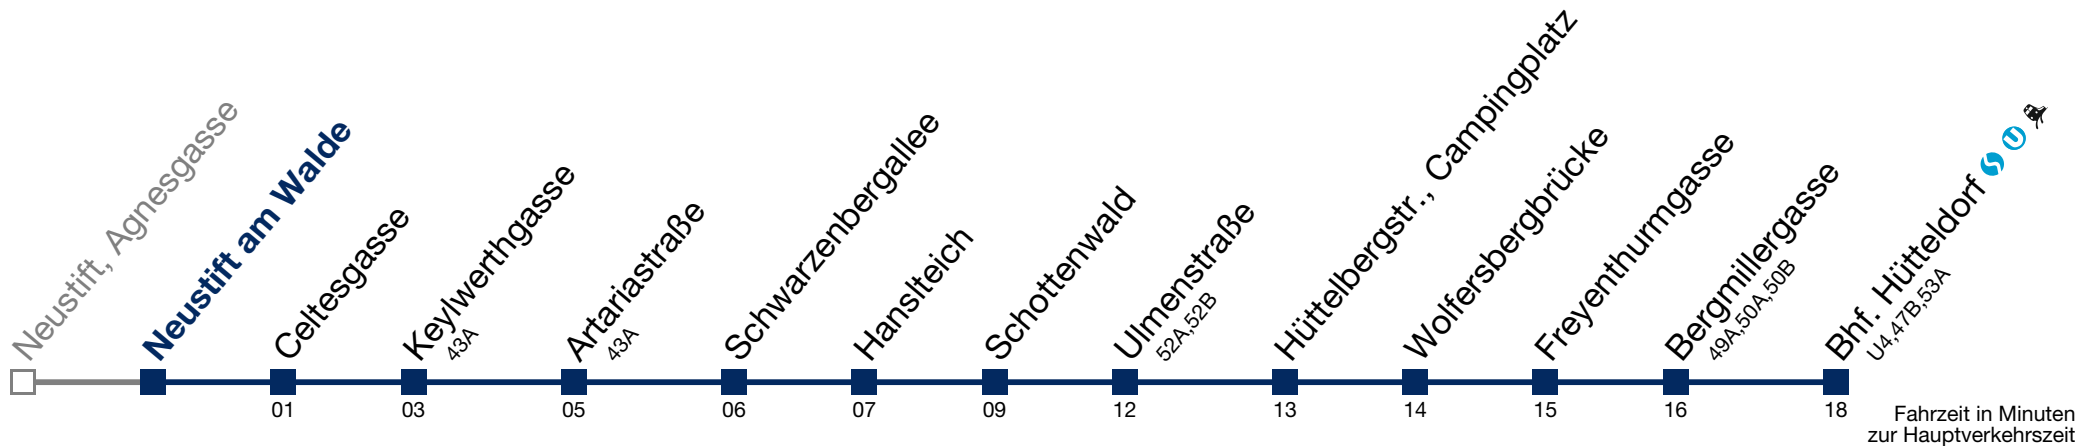 Neustift, Agnesgasse
Neustift am Walde
Celtesgasse
01
Keylwerthgasse
43A
03
Artariastraße
43A
05
Schwarzenbergallee
06
Hanslteich
07
Schottenwald
09
Ulmenstraße
52A,52B
12
Hüttelbergstr., Campingplatz
13
Wolfersbergbrücke
14
Freyenthurmgasse
15
Bergmillergasse
49A,50A,50B
16
Bhf. Hütteldorf S U
U4,47B,53A
18
Fahrzeit in Minuten
zur Hauptverkehrszeit